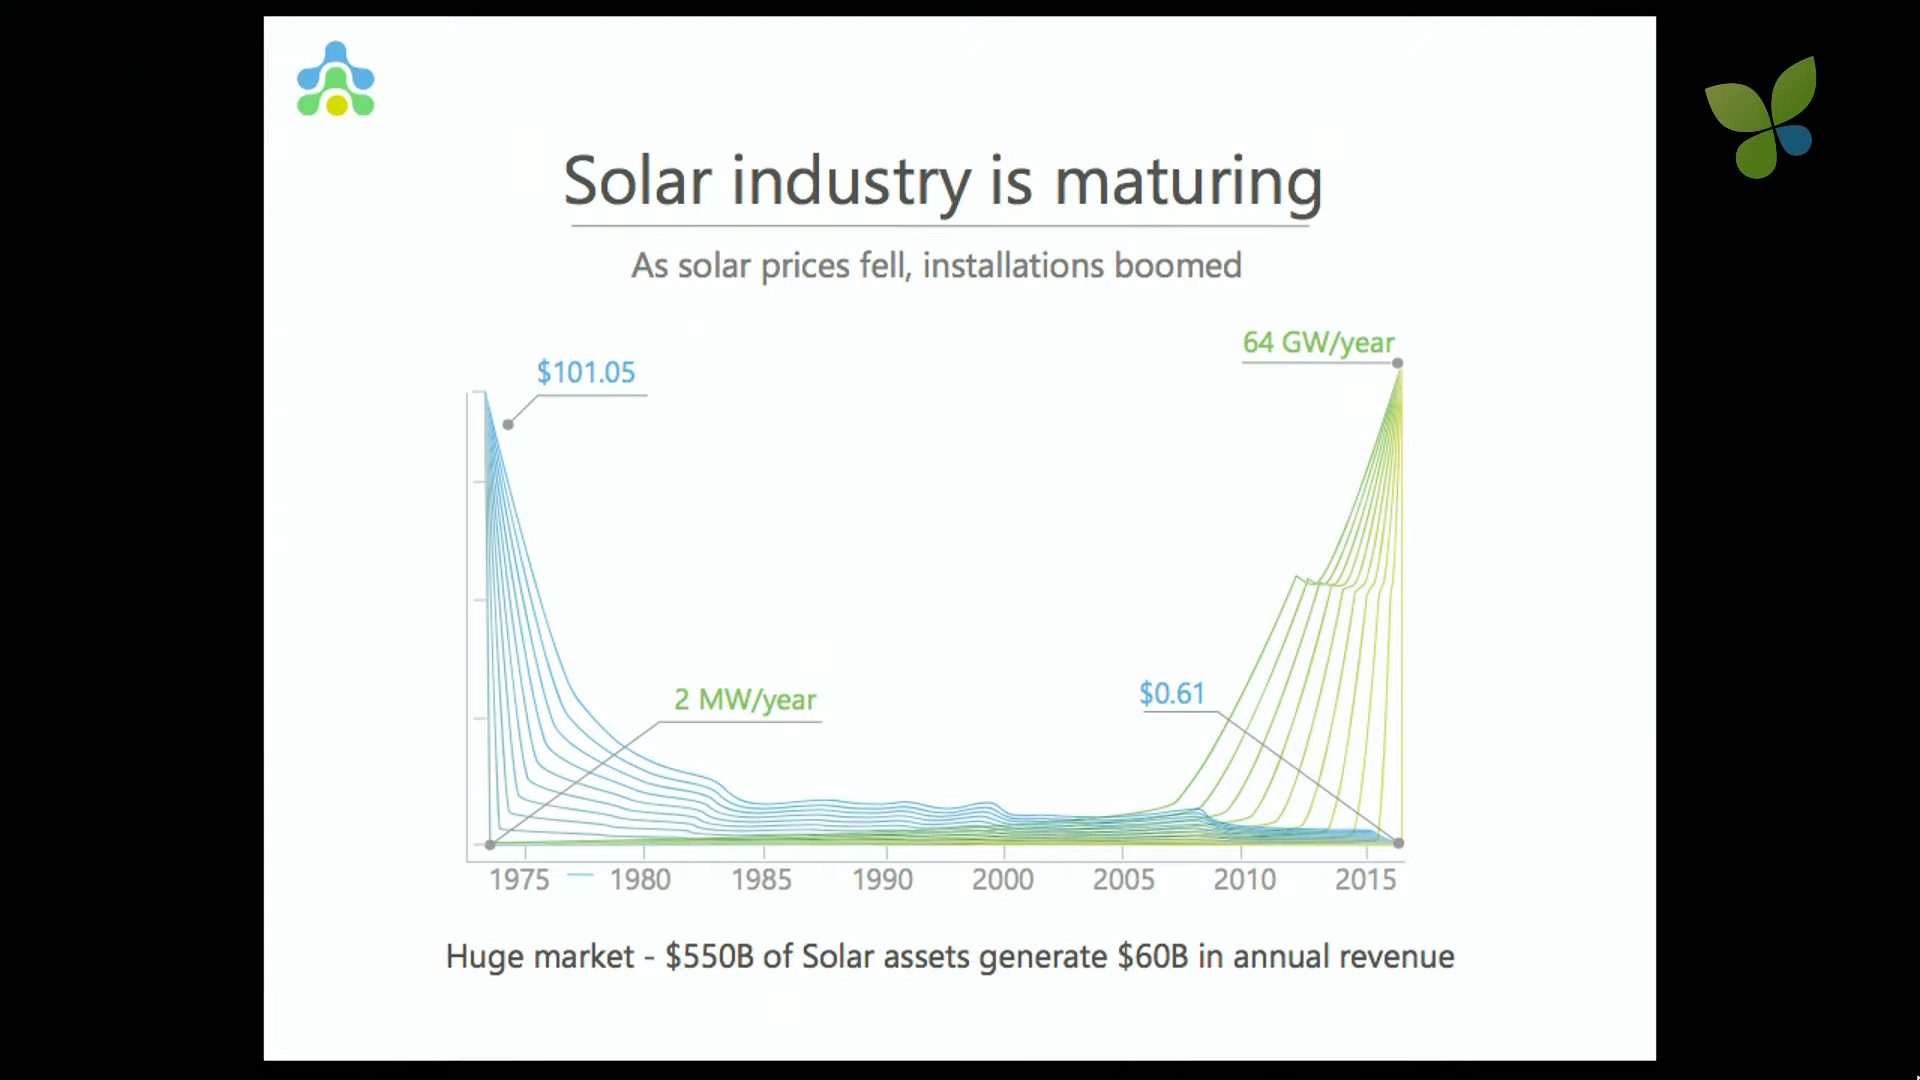 Solar industry is maturing
As solar prices fell, installations boomed
64 GW/year
$101.05
2 MW/year
$0.61
1975 1980 1985 1990 2000 2005 2010 2015
Huge market - $550B of Solar assets generate $60B in annual revenue